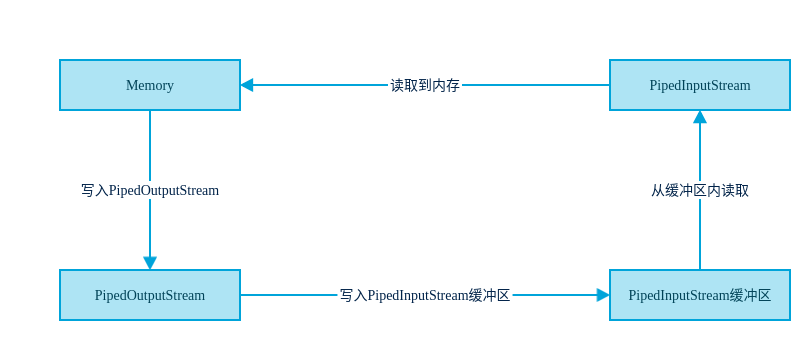 Memory
读取到内存
PipedInputStream
写入PipedOutputStream
从缓冲区内读取
PipedOutputStream
写入PipedInputStream缓冲区
PipedInputStream缓冲区